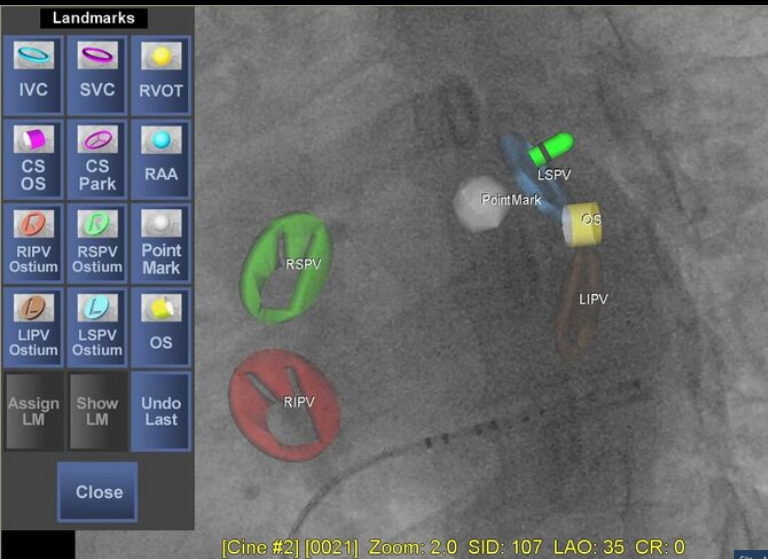 Landmarks
IVC
SVC
RVOT
CS
OS
CS
Park
RAA
RIPV
Ostium
RSPV
Ostium
Point
Mark
LIPV
Ostium
LSPV
Ostium
OS
Assign
LM
Show
LM
Undo
Last
Close
LSPV
PointMark
OS
RSPV
LIPV
RIPV
[Cine #2] [0021] Zoom: 2.0 SID: 107 LAO: 35 CR: 0